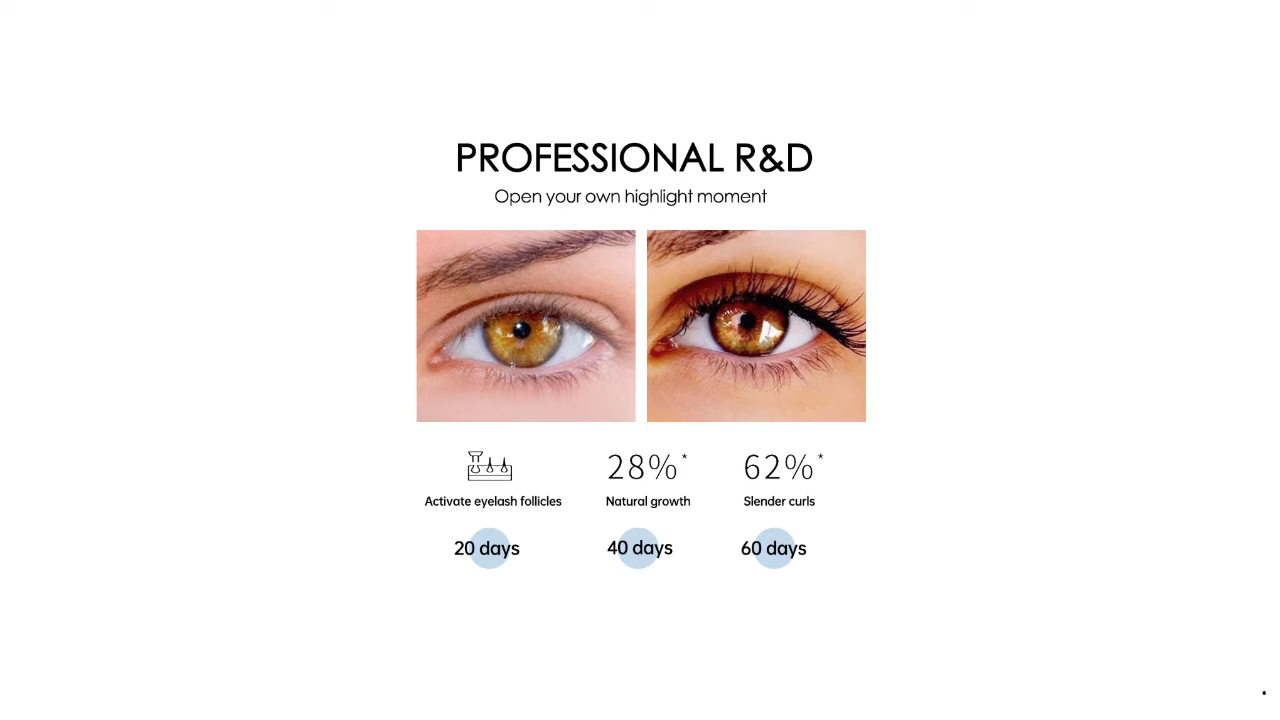 PROFESSIONAL R&D
Open your own highlight moment
28%* 62%*
Activate eyelash follicles Natural growth Slender curls
20 days 40 days 60 days